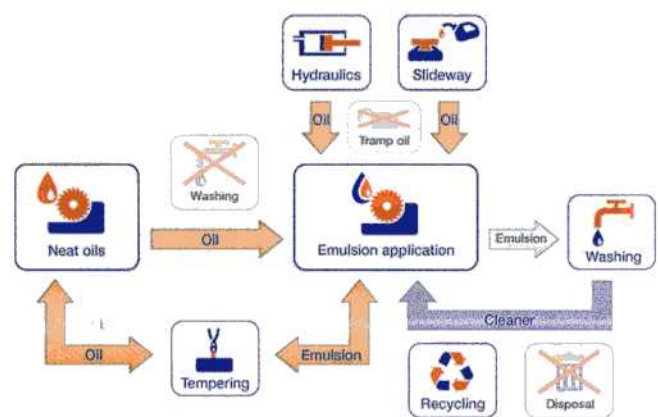 Hydraulics
Slideway
Oil
Oil
Tramp oil
Washing
Neat oils
Oil
Emulsion application
Emulsion
Washing
Cleaner
Oil
Tempering
Emulsion
Recycling
Disposal